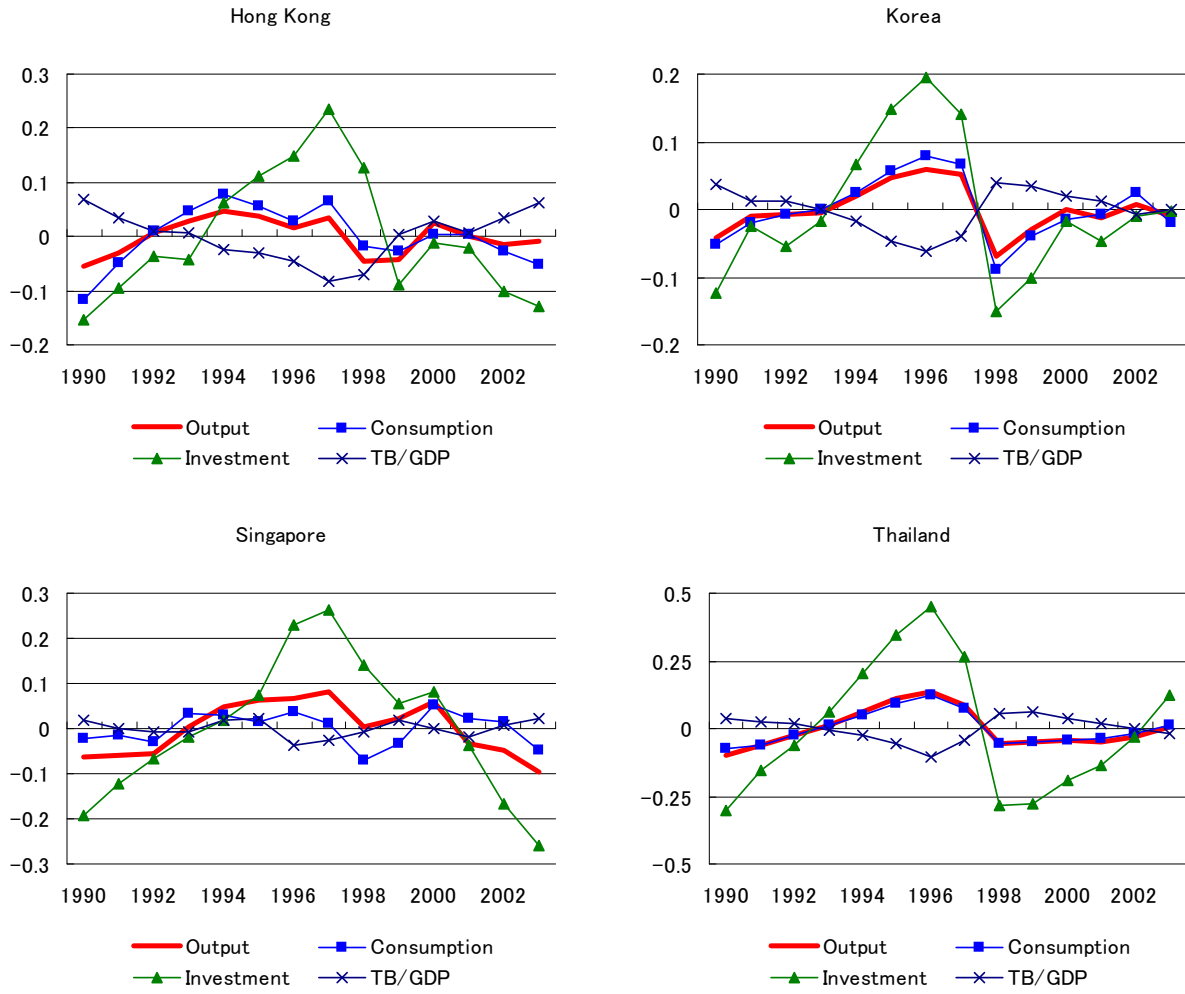 Hong Kong
0.3
0.2
0.1
0
−0.1
−0.2
1990 1992 1994 1996 1998 2000 2002
Output Consumption
Investment TB/GDP
Korea
0.2
0.1
0
−0.1
−0.2
1990 1992 1994 1996 1998 2000 2002
Output Consumption
Investment TB/GDP
Singapore
0.3
0.2
0.1
0
−0.1
−0.2
−0.3
1990 1992 1994 1996 1998 2000 2002
Output Consumption
Investment TB/GDP
Thailand
0.5
0.25
0
−0.25
−0.5
1990 1992 1994 1996 1998 2000 2002
Output Consumption
Investment TB/GDP